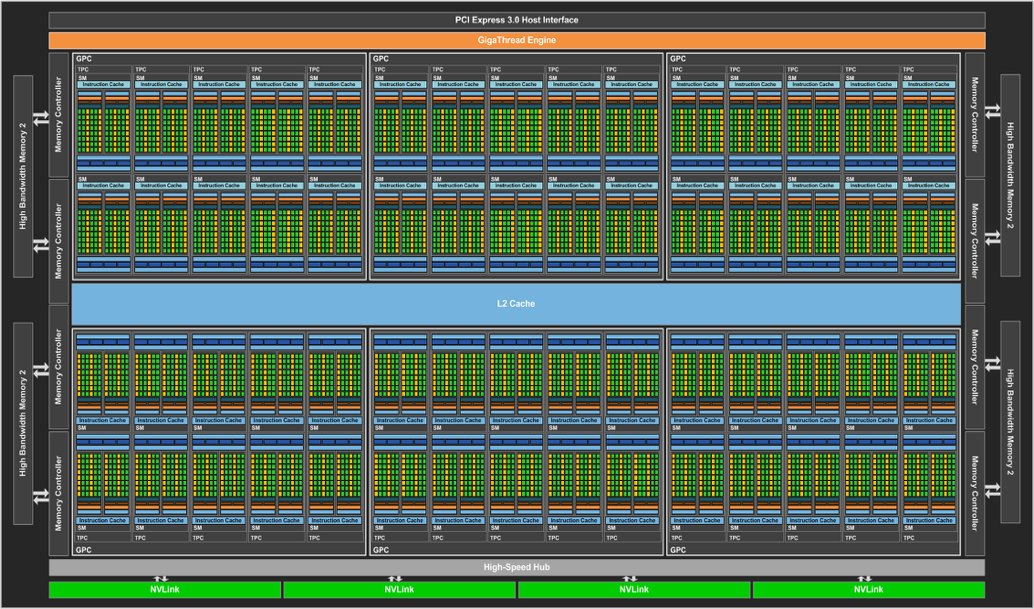 PCI Express 3.0 Host Interface
GigaThread Engine
High Bandwidth Memory 2
High Bandwidth Memory 2
Memory Controller
Memory Controller
Memory Controller
Memory Controller
GPC GPC GPC
TPC TPC TPC TPC TPC TPC TPC TPC TPC TPC TPC TPC TPC TPC TPC
SM SM SM SM SM SM SM SM SM SM SM SM SM SM SM
Instruction Cache Instruction Cache Instruction Cache Instruction Cache Instruction Cache Instruction Cache Instruction Cache Instruction Cache Instruction Cache Instruction Cache Instruction Cache Instruction Cache Instruction Cache Instruction Cache Instruction Cache
SM SM SM SM SM SM SM SM SM SM SM SM SM SM SM
Instruction Cache Instruction Cache Instruction Cache Instruction Cache Instruction Cache Instruction Cache Instruction Cache Instruction Cache Instruction Cache Instruction Cache Instruction Cache Instruction Cache Instruction Cache Instruction Cache Instruction Cache
L2 Cache
Instruction Cache Instruction Cache Instruction Cache Instruction Cache Instruction Cache Instruction Cache Instruction Cache Instruction Cache Instruction Cache Instruction Cache Instruction Cache Instruction Cache Instruction Cache Instruction Cache Instruction Cache
SM SM SM SM SM SM SM SM SM SM SM SM SM SM SM
Instruction Cache Instruction Cache Instruction Cache Instruction Cache Instruction Cache Instruction Cache Instruction Cache Instruction Cache Instruction Cache Instruction Cache Instruction Cache Instruction Cache Instruction Cache Instruction Cache Instruction Cache
SM SM SM SM SM SM SM SM SM SM SM SM SM SM SM
TPC TPC TPC TPC TPC TPC TPC TPC TPC TPC TPC TPC TPC TPC TPC
GPC GPC GPC
Memory Controller
Memory Controller
Memory Controller
Memory Controller
High Bandwidth Memory 2
High Bandwidth Memory 2
High-Speed Hub
NVLink NVLink NVLink NVLink